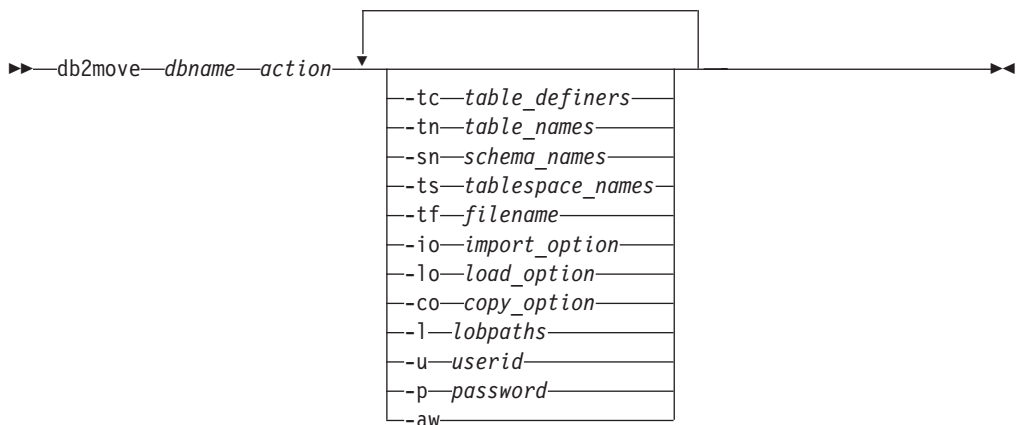 db2move dbname action
-tc table_definers
-tn table_names
-sn schema_names
-ts tablespace_names
-tf filename
-io import_option
-lo load_option
-co copy_option
-l lobpaths
-u userid
-p password
-aw